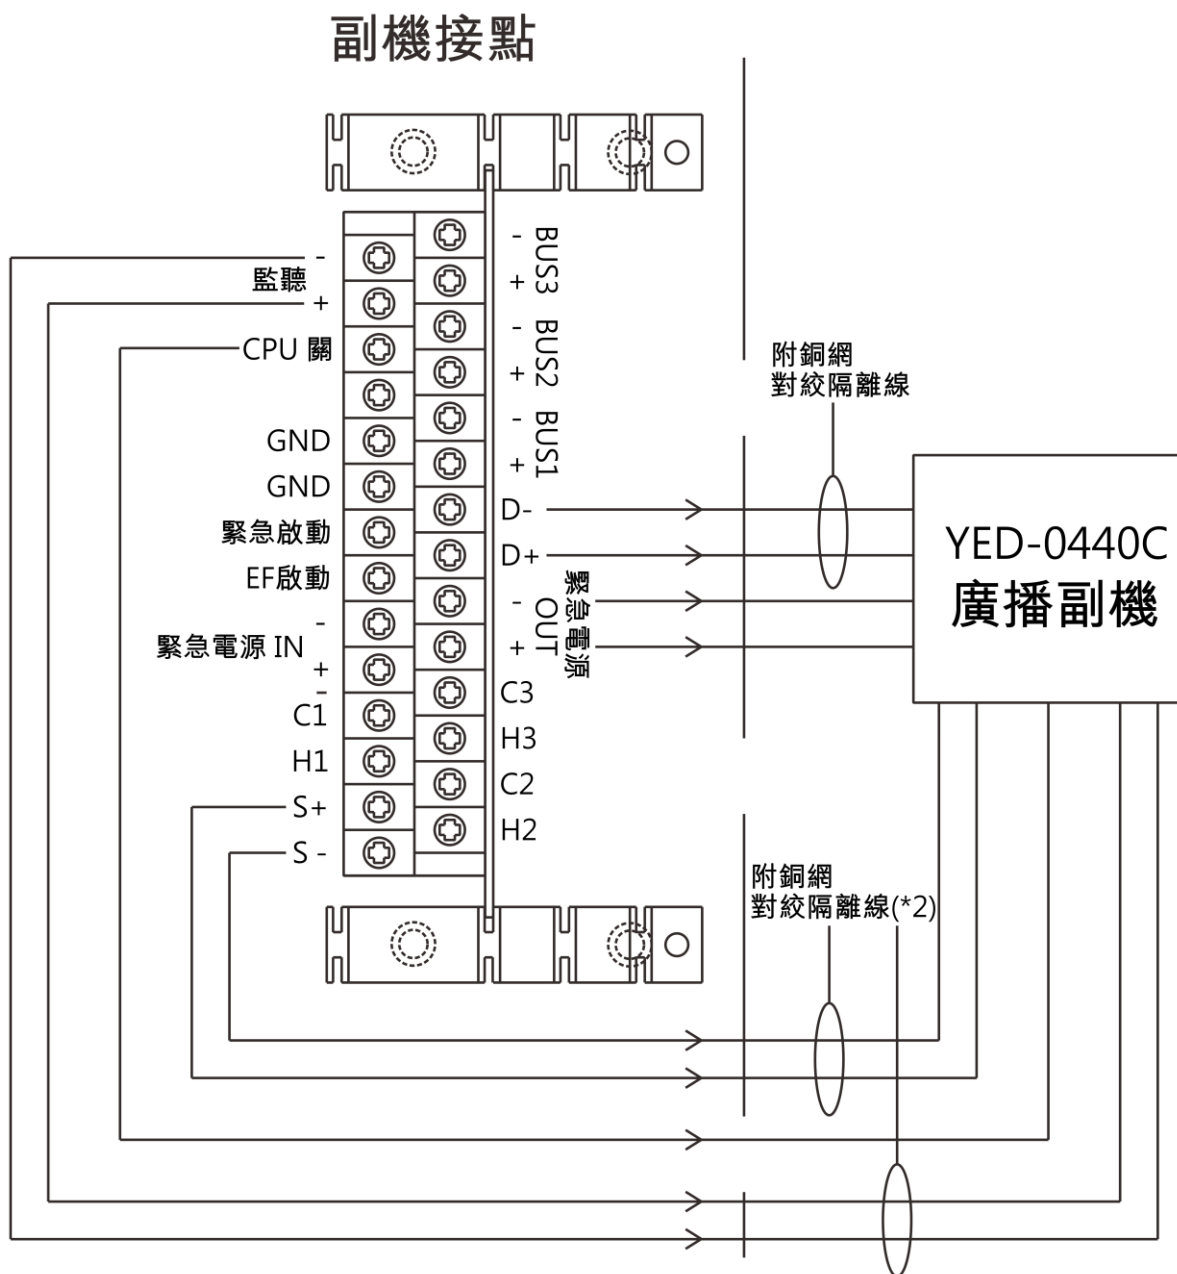 副機接點
-
監聽
+
CPU 關
GND
GND
緊急啟動
EF啟動
-
緊急電源 IN
+
-
C1
H1
S+
S -
-
BUS3
+
-
BUS2
+
-
BUS1
+
D-
D+
緊急電源
OUT
-
+
C3
H3
C2
H2
附銅網
對絞隔離線
YED-0440C
廣播副機
附銅網
對絞隔離線(*2)